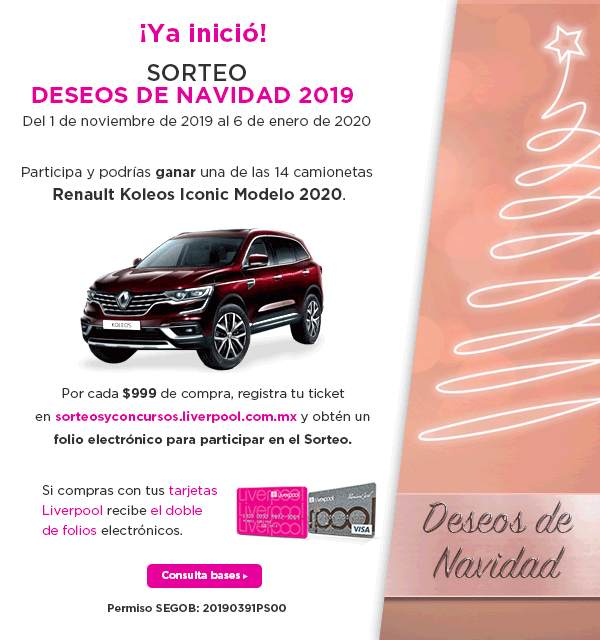 ¡Ya inició!
SORTEO
DESEOS DE NAVIDAD 2019
Del 1 de noviembre de 2019 al 6 de enero de 2020
Participa y podrías ganar una de las 14 camionetas
Renault Koleos Iconic Modelo 2020.
KOLEOS
Por cada $999 de compra, registra tu ticket
en sorteosyconcursos.liverpool.com.mx y obtén un
folio electrónico para participar en el Sorteo.
Si compras con tus tarjetas
Liverpool recibe el doble
de folios electrónicos.
Liverpool
Liverpool
Liverpool
Liverpool
VISA
Consulta bases ▸
Permiso SEGOB: 20190391PS00
Deseos de
Navidad